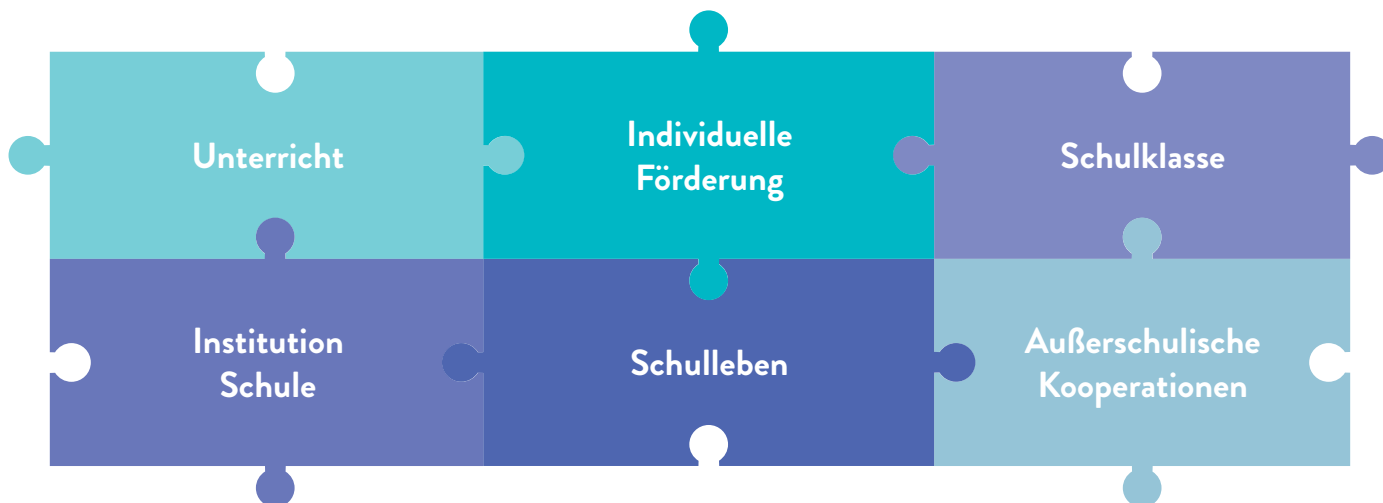 Unterricht
Individuelle
Förderung
Schulklasse
Institution
Schule
Schulleben
Außerschulische
Kooperationen